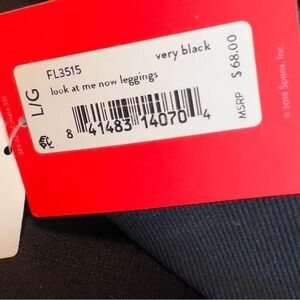 FL3515
very black
look at me now leggings
L/G
8 41483 14070 4
MSRP $ 68.00
© 2019 Spanx, Inc.